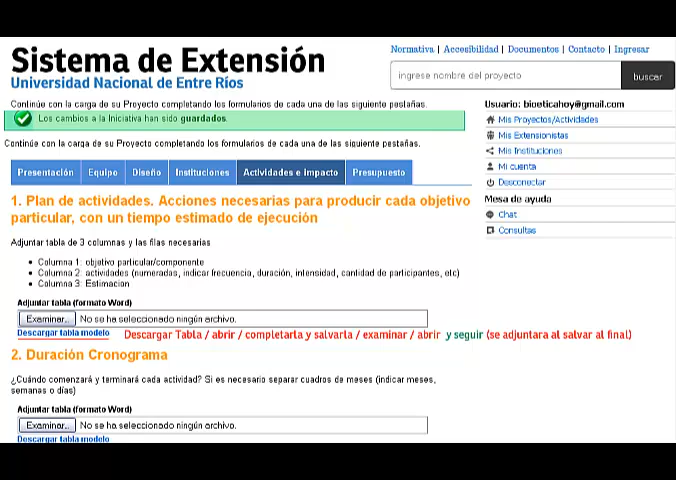 Sistema de Extensión
Universidad Nacional de Entre Ríos
Normativa | Accesibilidad | Documentos | Contacto | Ingresar
ingrese nombre del proyecto
buscar
Continúe con la carga de su Proyecto completando los formularios de cada una de las siguiente pestañas.
Los cambios a la Iniciativa han sido guardados.
Continúe con la carga de su Proyecto completando los formularios de cada una de las siguiente pestañas.
Presentación Equipo Diseño Instituciones Actividades e impacto Presupuesto
1. Plan de actividades. Acciones necesarias para producir cada objetivo
particular, con un tiempo estimado de ejecución
Adjuntar tabla de 3 columnas y las filas necesarias
• Columna 1: objetivo particular/componente
• Columna 2: actividades (numeradas, indicar frecuencia, duración, intensidad, cantidad de participantes, etc)
• Columna 3: Estimacion
Adjuntar tabla (formato Word)
Examinar... No se ha seleccionado ningún archivo.
Descargar tabla modelo Descargar Tabla / abrir / completarla y salvarla / examinar / abrir y seguir (se adjuntara al salvar al final)
2. Duración Cronograma
¿Cuándo comenzará y terminará cada actividad? Si es necesario separar cuadros de meses (indicar meses,
semanas o días)
Adjuntar tabla (formato Word)
Examinar... No se ha seleccionado ningún archivo.
Descargar tabla modelo
Usuario: bioeticahoy@gmail.com
Mis Proyectos/Actividades
Mis Extensionistas
Mis Instituciones
Mi cuenta
Desconectar
Mesa de ayuda
Chat
Consultas